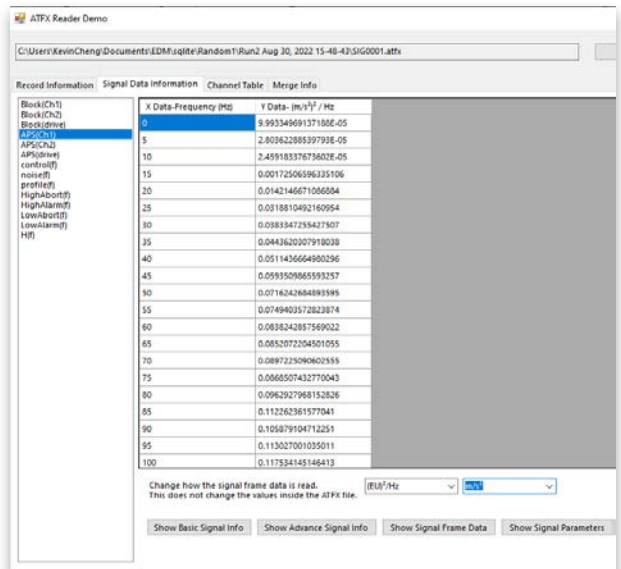 ATFX Reader Demo
C:\Users\KevinCheng\Documents\EDM\sqlite\Random1\Run2 Aug 30, 2022 15-48-43\SIG0001.atfx
Record Information Signal Data Information Channel Table Merge Info
Block(Ch1)
Block(Ch2)
Block(drive)
APS(Ch1)
APS(Ch2)
APS(drive)
control(f)
noise(f)
profile(f)
HighAbort(f)
HighAlarm(f)
LowAbort(f)
LowAlarm(f)
H(f)
X Data-Frequency (Hz) Y Data- (m/s²)² / Hz
0 9.99334969137188E-05
5 2.80362288539793E-05
10 2.45918337673602E-05
15 0.00172506596335106
20 0.0142146671086884
25 0.0318810492160954
30 0.0383347255427507
35 0.0443620307918038
40 0.0511436664980296
45 0.0593509865593257
50 0.0716242684893595
55 0.0749403572823874
60 0.0838242857569022
65 0.0852072204501055
70 0.0897225090602555
75 0.0868507432770043
80 0.0962927968152826
85 0.112262361577041
90 0.105879104712251
95 0.113027001035011
100 0.117534145146413
Change how the signal frame data is read.
This does not change the values inside the ATFX file.
(EU)²/Hz m/s²
Show Basic Signal Info Show Advance Signal Info Show Signal Frame Data Show Signal Parameters